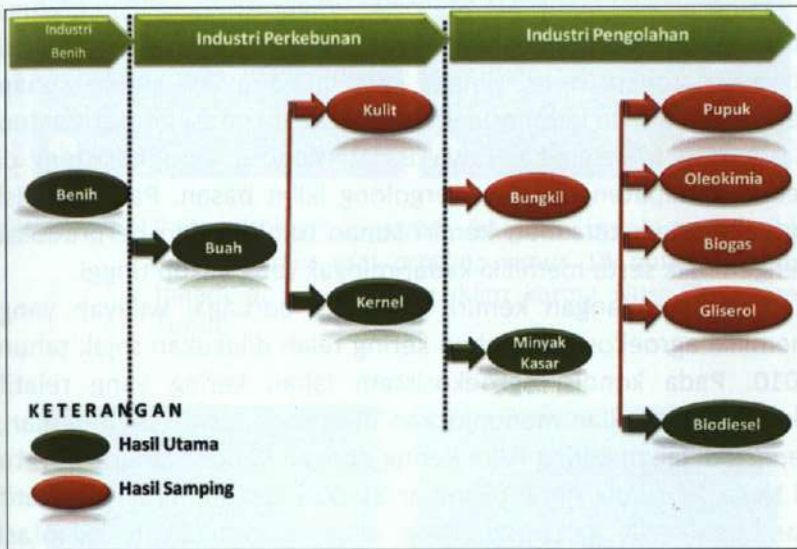 Industri
Benih
Industri Perkebunan
Industri Pengolahan
Kulit
Pupuk
Oleokimia
Benih
Bungkil
Buah
Biogas
Kernel
Gliserol
Minyak
Kasar
Biodiesel
KETERANGAN
Hasil Utama
Hasil Samping